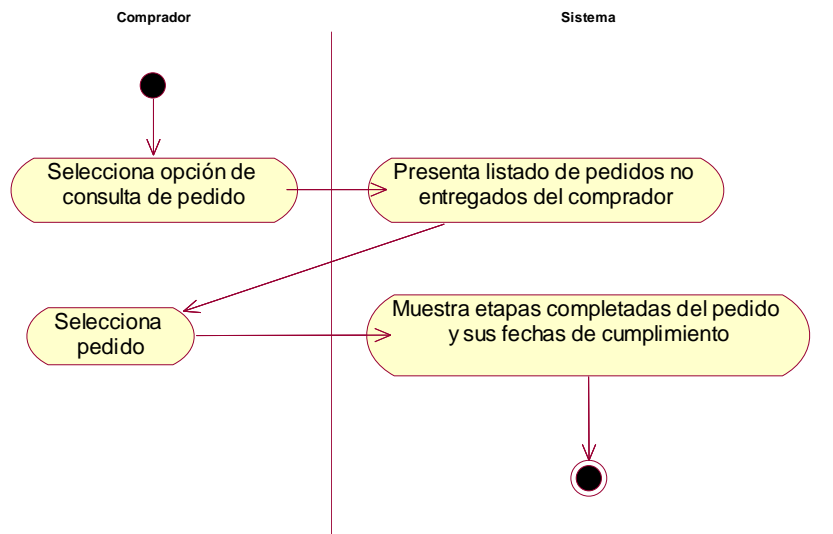 Comprador
Sistema
Selecciona opción de
consulta de pedido
Presenta listado de pedidos no
entregados del comprador
Selecciona
pedido
Muestra etapas completadas del pedido
y sus fechas de cumplimiento